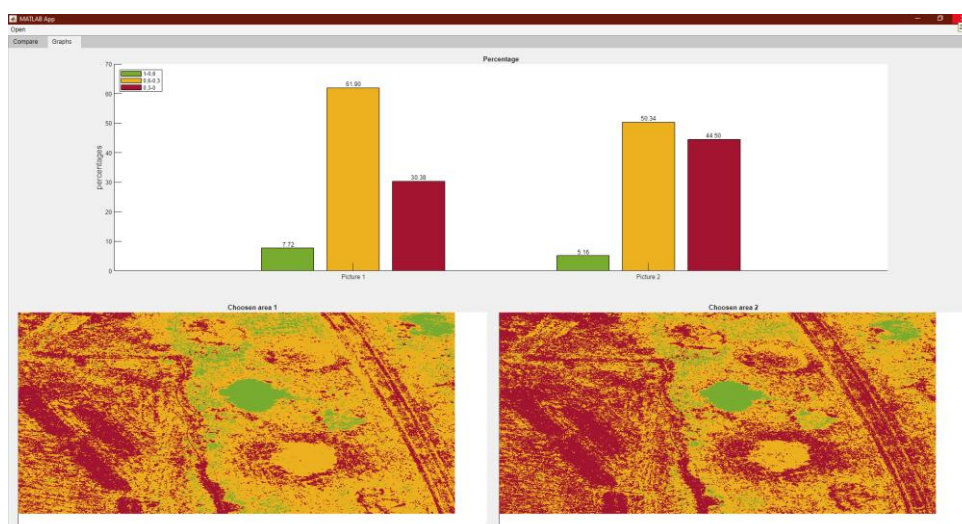 MATLAB App
Open
Compare Graphs
Percentage
70
60
50
40
30
20
10
0
percentages
1-0.6
0.6-0.3
0.3-0
7.72
61.90
30.38
5.16
50.34
44.50
Picture 1
Picture 2
Choosen area 1
Choosen area 2